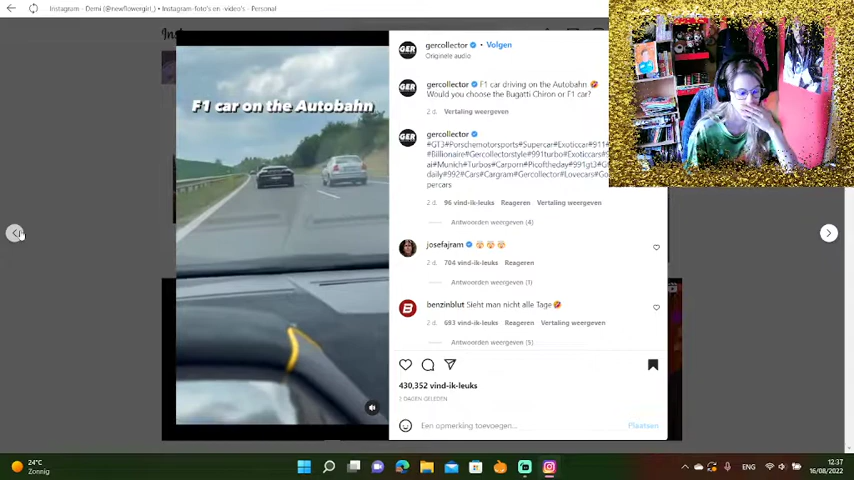 Instagram - Demi (@newflowergirl_) • Instagram-foto's en -video's - Personal
F1 car on the Autobahn
gercollector • Volgen
Originele audio
gercollector F1 car driving on the Autobahn 🤣
Would you choose the Bugatti Chiron or F1 car?
2 d. Vertaling weergeven
gercollector
#GT3#Porschemotorsports#Supercar#Exoticcar#911#
#Billionaire#Gercollectorstyle#991turbo#Exoticcars#
ai#Munich#Turbos#Carporn#Picoftheday#991gt3#G
daily#992#Cars#Cargram#Gercollector#Lovecars#Go
percars
2 d. 96 vind-ik-leuks Reageren Vertaling weergeven
Antwoorden weergeven (4)
josefajram 🤯🤯🤯
2 d. 704 vind-ik-leuks Reageren
Antwoorden weergeven (1)
benzinblut Sieht man nicht alle Tage🤣
2 d. 693 vind-ik-leuks Reageren Vertaling weergeven
Antwoorden weergeven (5)
430,352 vind-ik-leuks
2 DAGEN GELEDEN
Een opmerking toevoegen...
Plaatsen
24°C
Zonnig
ENG
12:37
16/08/2022